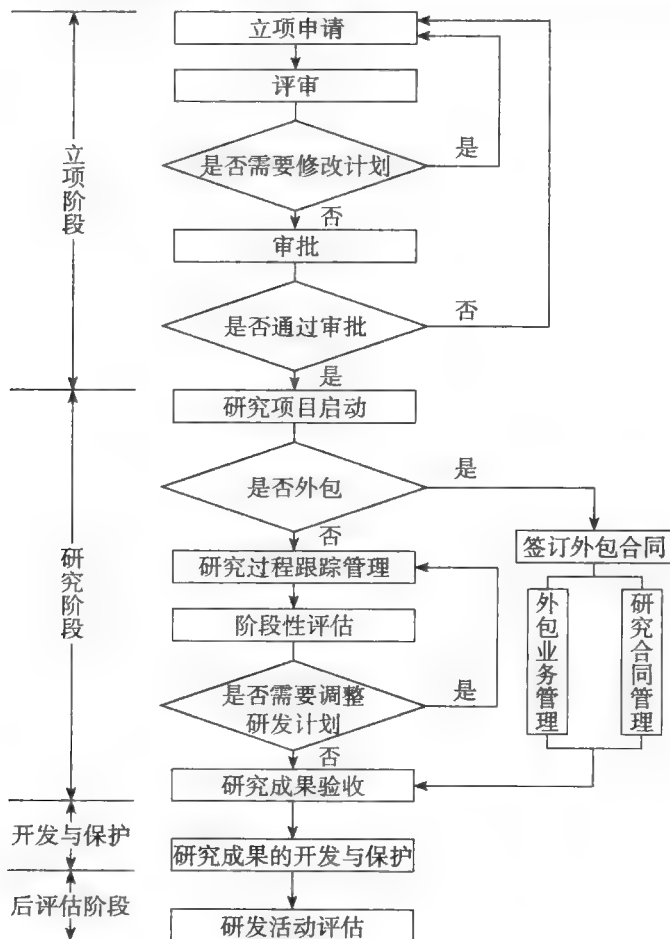 立项申请
评审
是否需要修改计划
是
否
立项阶段
审批
是否通过审批
否
是
研究项目启动
是否外包
是
否
签订外包合同
研究过程跟踪管理
研究阶段
外包业务管理
研究合同管理
阶段性评估
是否需要调整
研发计划
是
否
研究成果验收
开发与保护
研究成果的开发与保护
后评估阶段
研发活动评估